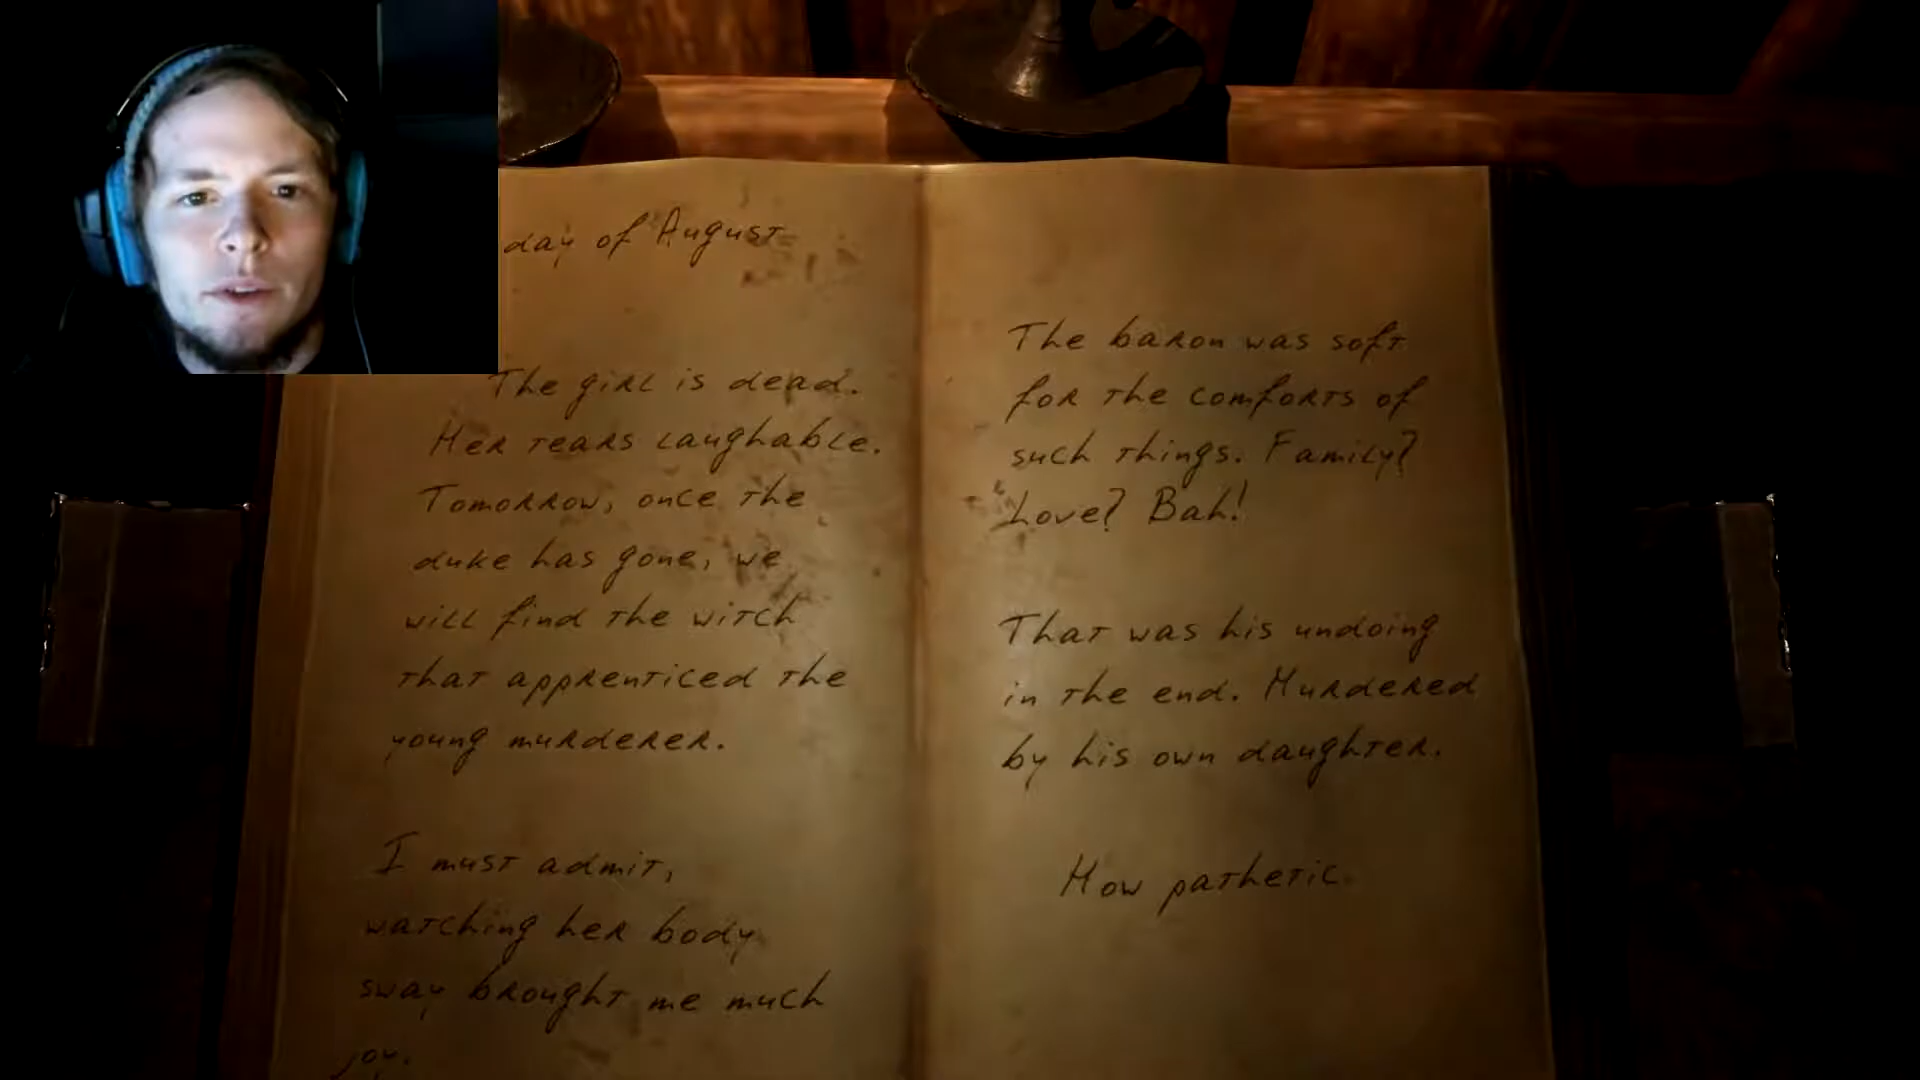 day of August
The girl is dead.
Her tears laughable.
Tomorrow, once the
duke has gone, we
will find the witch
that apprenticed the
young murderer.
I must admit,
watching her body
sway brought me much
joy.
The baron was soft
for the comforts of
such things. Family?
Love? Bah!
That was his undoing
in the end. Murdered
by his own daughter.
How pathetic.